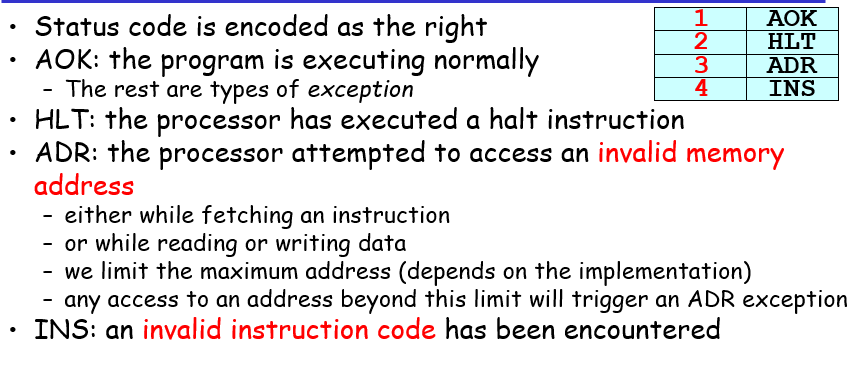 • Status code is encoded as the right
1 AOK
2 HLT
3 ADR
4 INS
• AOK: the program is executing normally
– The rest are types of exception
• HLT: the processor has executed a halt instruction
• ADR: the processor attempted to access an invalid memory
address
– either while fetching an instruction
– or while reading or writing data
– we limit the maximum address (depends on the implementation)
– any access to an address beyond this limit will trigger an ADR exception
• INS: an invalid instruction code has been encountered